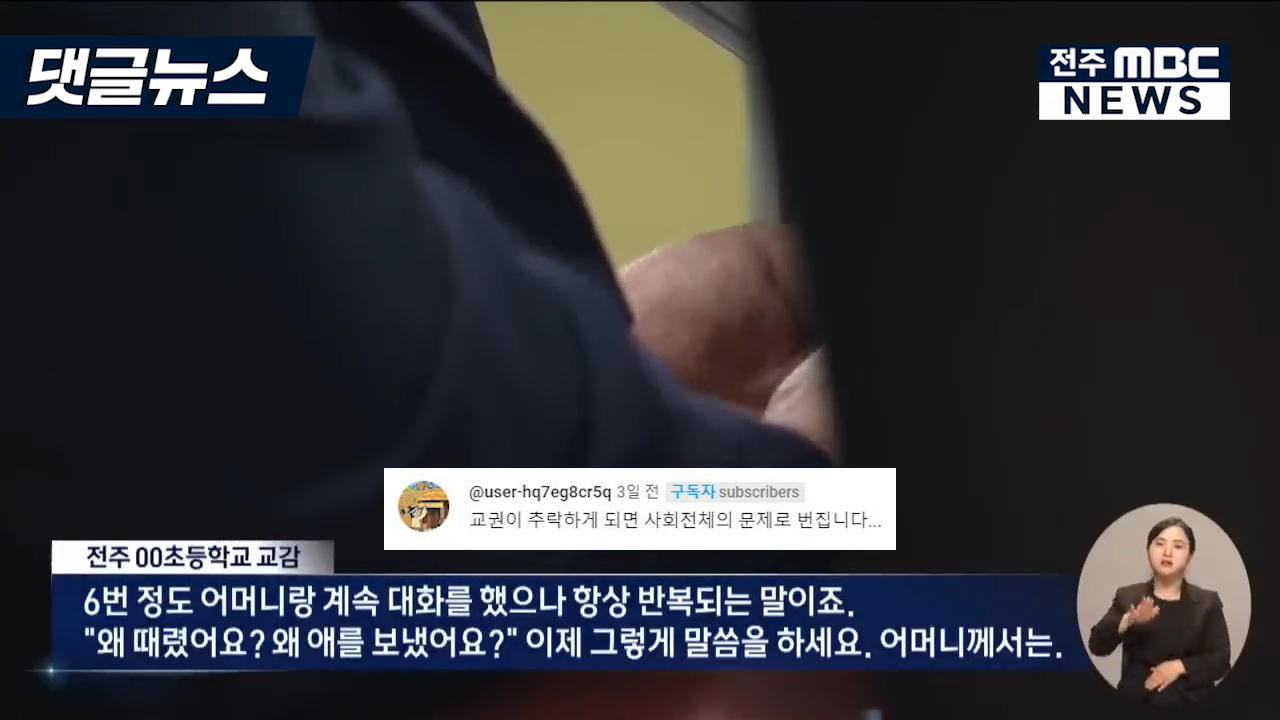 댓글뉴스
전주 MBC
NEWS
@user-hq7eg8cr5q 3일 전 구독자 subscribers
교권이 추락하게 되면 사회전체의 문제로 번집니다...
전주 00초등학교 교감
6번 정도 어머니랑 계속 대화를 했으나 항상 반복되는 말이죠.
"왜 때렸어요? 왜 애를 보냈어요?" 이제 그렇게 말씀을 하세요. 어머니께서는.